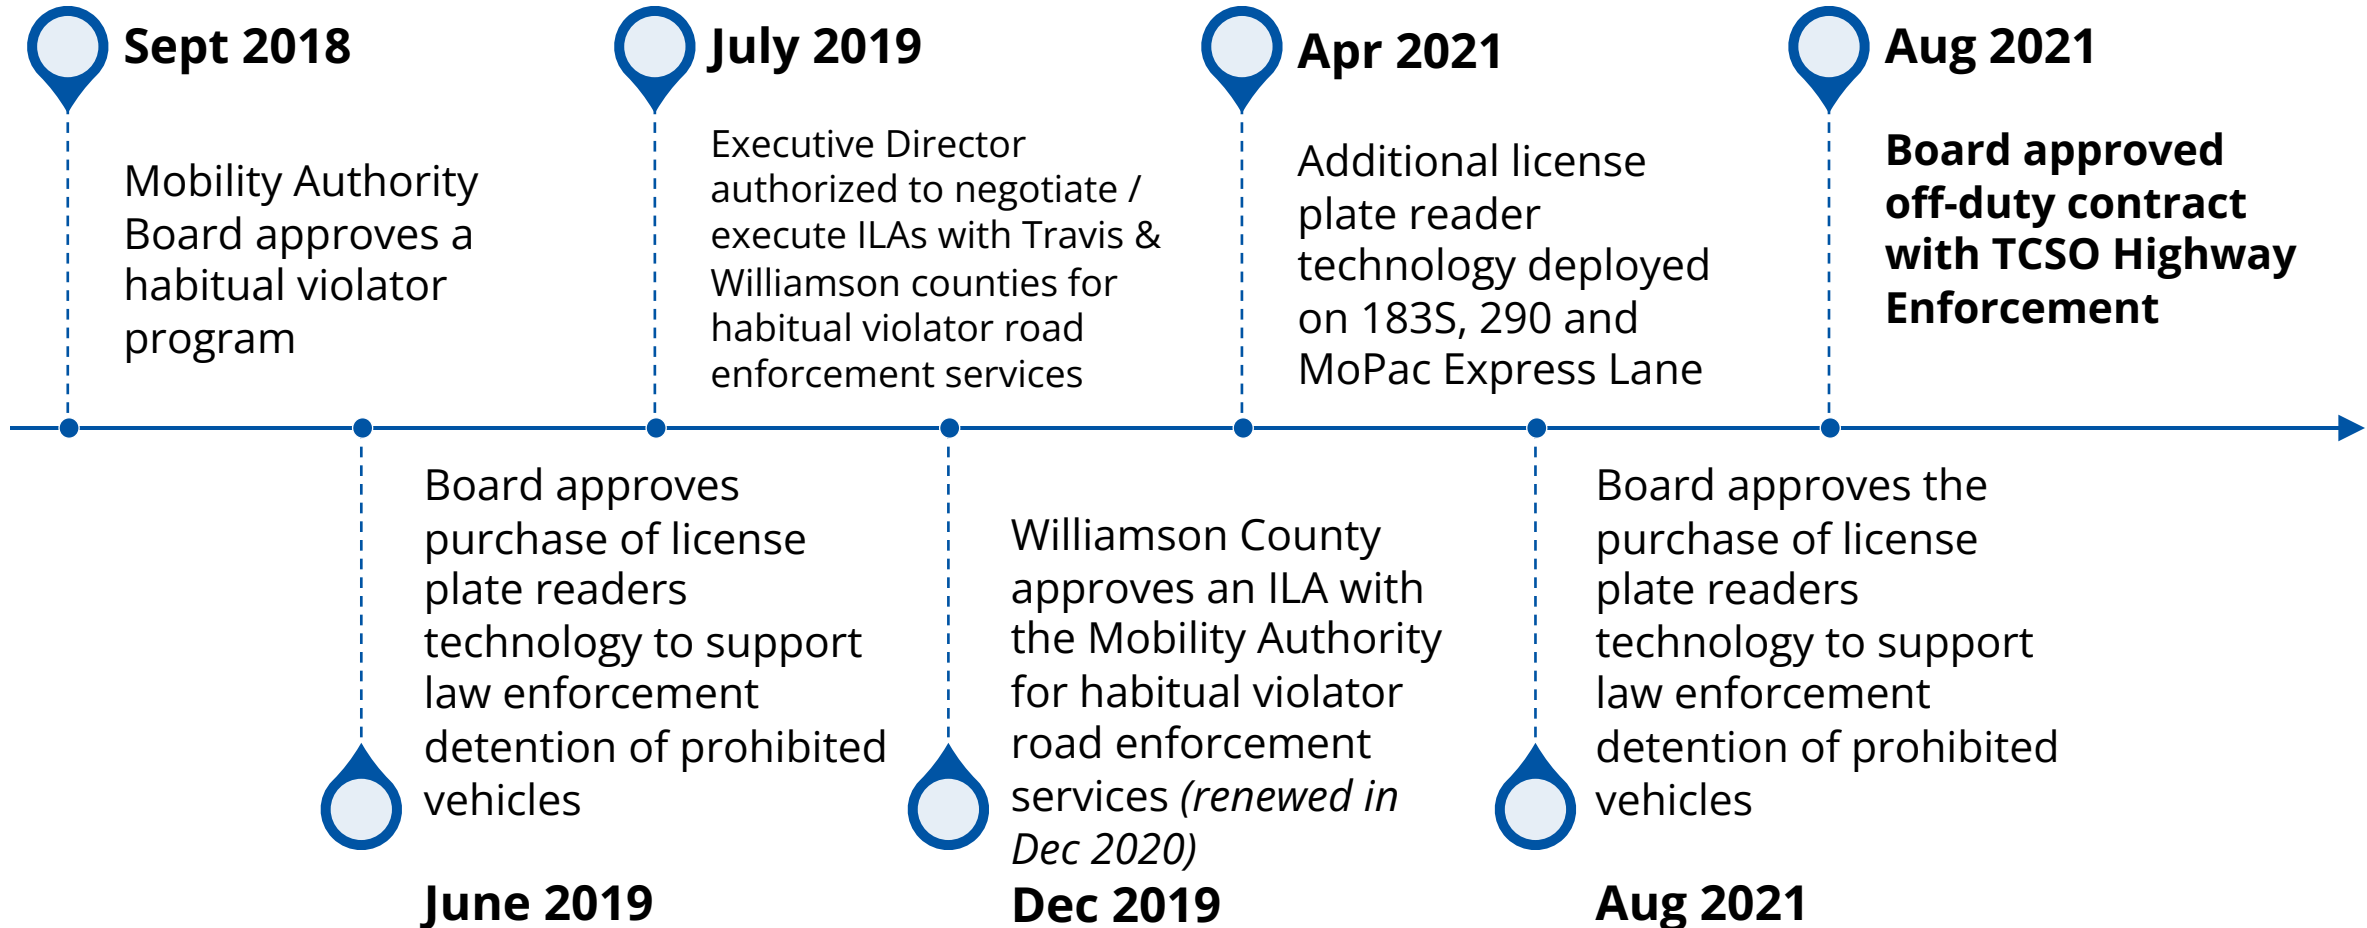 Sept 2018
Mobility Authority
Board approves a
habitual violator
program
July 2019
Executive Director
authorized to negotiate /
execute ILAs with Travis &
Williamson counties for
habitual violator road
enforcement services
Apr 2021
Additional license
plate reader
technology deployed
on 183S, 290 and
MoPac Express Lane
Aug 2021
Board approved
off-duty contract
with TCSO Highway
Enforcement
Board approves
purchase of license
plate readers
technology to support
law enforcement
detention of prohibited
vehicles
June 2019
Williamson County
approves an ILA with
the Mobility Authority
for habitual violator
road enforcement
services (renewed in
Dec 2020)
Dec 2019
Board approves the
purchase of license
plate readers
technology to support
law enforcement
detention of prohibited
vehicles
Aug 2021